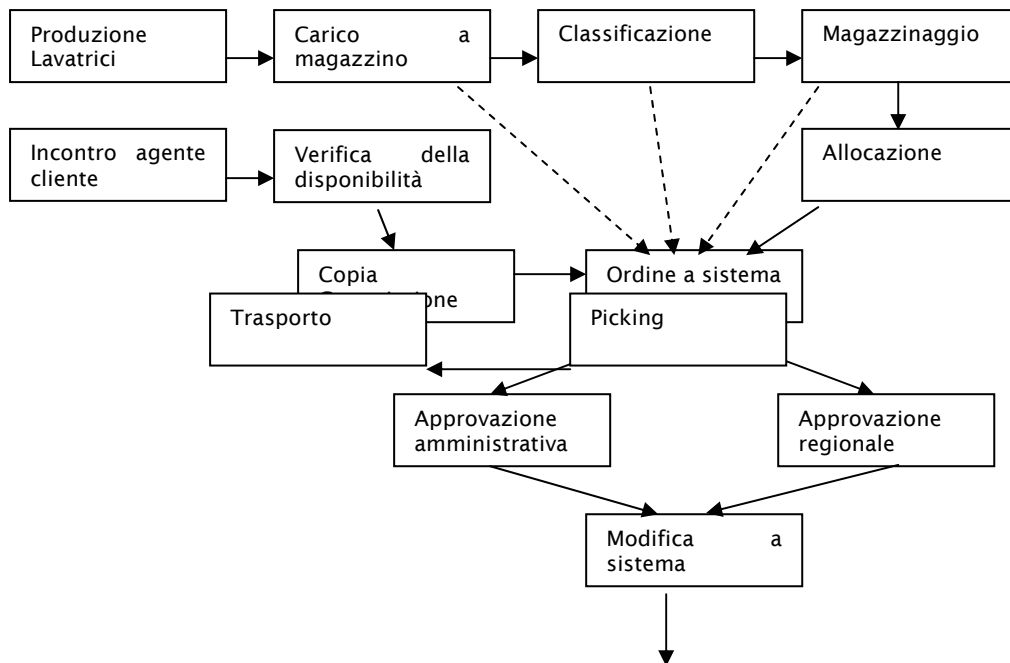 Produzione
Lavatrici
Carico a
magazzino
Classificazione
Magazzinaggio
Incontro agente
cliente
Verifica della
disponibilità
Allocazione
Copia
Ordine a sistema
Trasporto
Picking
Approvazione
amministrativa
Approvazione
regionale
Modifica a
sistema